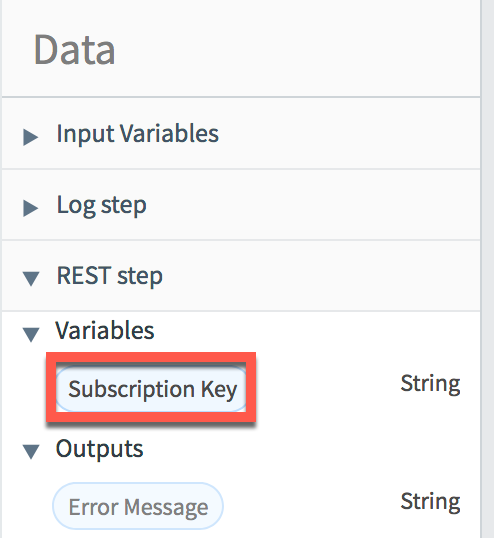 Data
Input Variables
Log step
REST step
Variables
Subscription Key String
Outputs
Error Message String